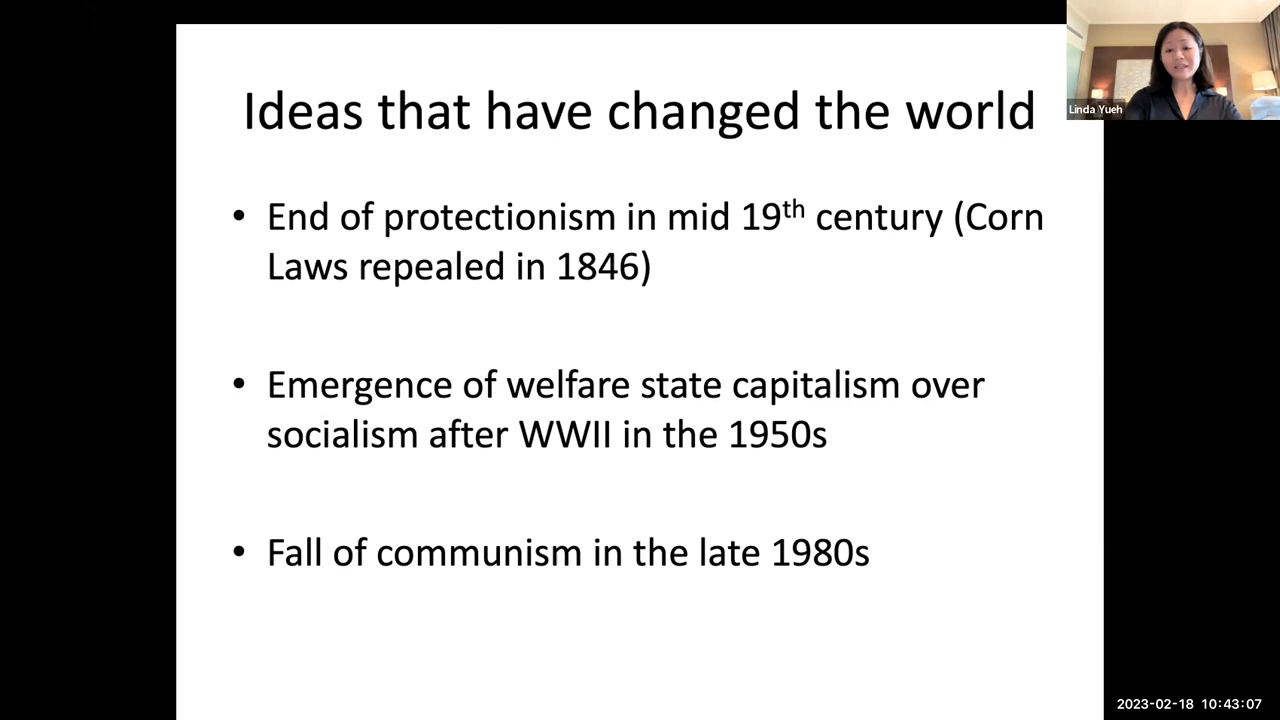 Ideas that have changed the world
Linda Yueh
• End of protectionism in mid 19th century (Corn
Laws repealed in 1846)
• Emergence of welfare state capitalism over
socialism after WWII in the 1950s
• Fall of communism in the late 1980s
2023-02-18 10:43:07